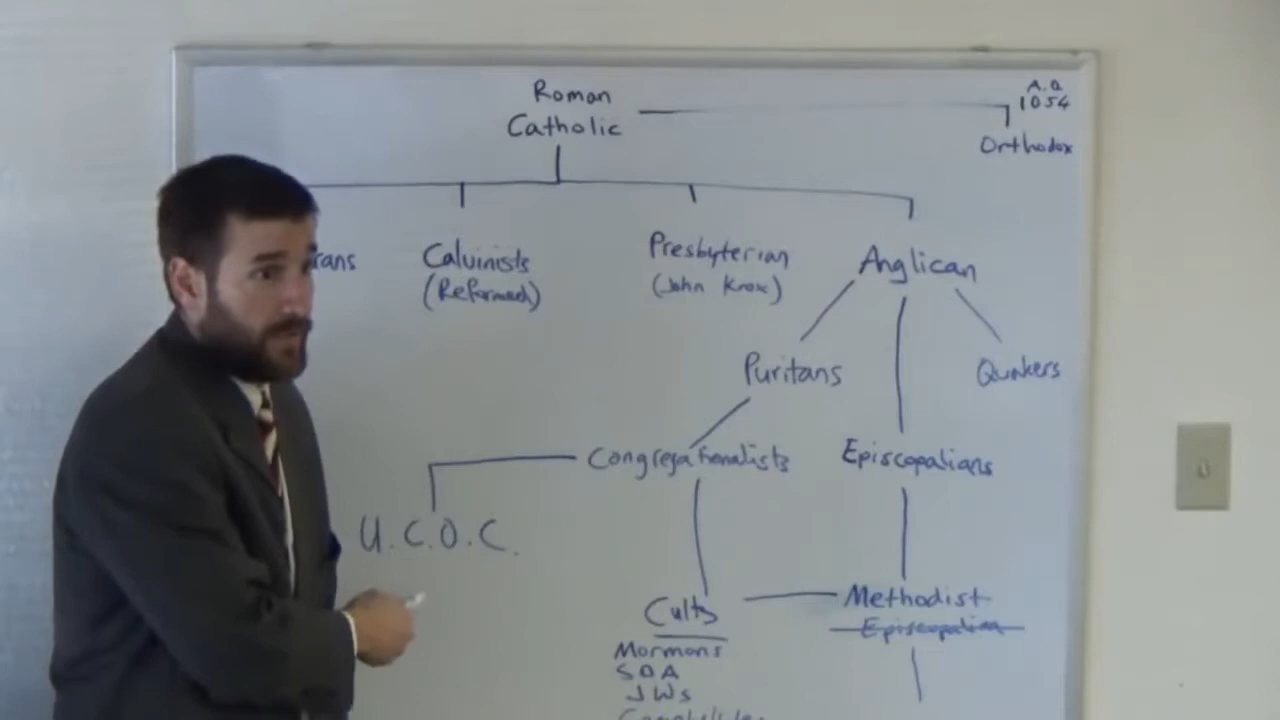 Roman
Catholic
A.D.
1054
Orthodox
rans
Calvinists
(Reformed)
Presbyterian
(John Knox)
Anglican
Puritans
Quakers
Congregationalists
Episcopalians
U.C.O.C.
Cults
Methodist
Episcopalian
Mormons
SDA
JWs